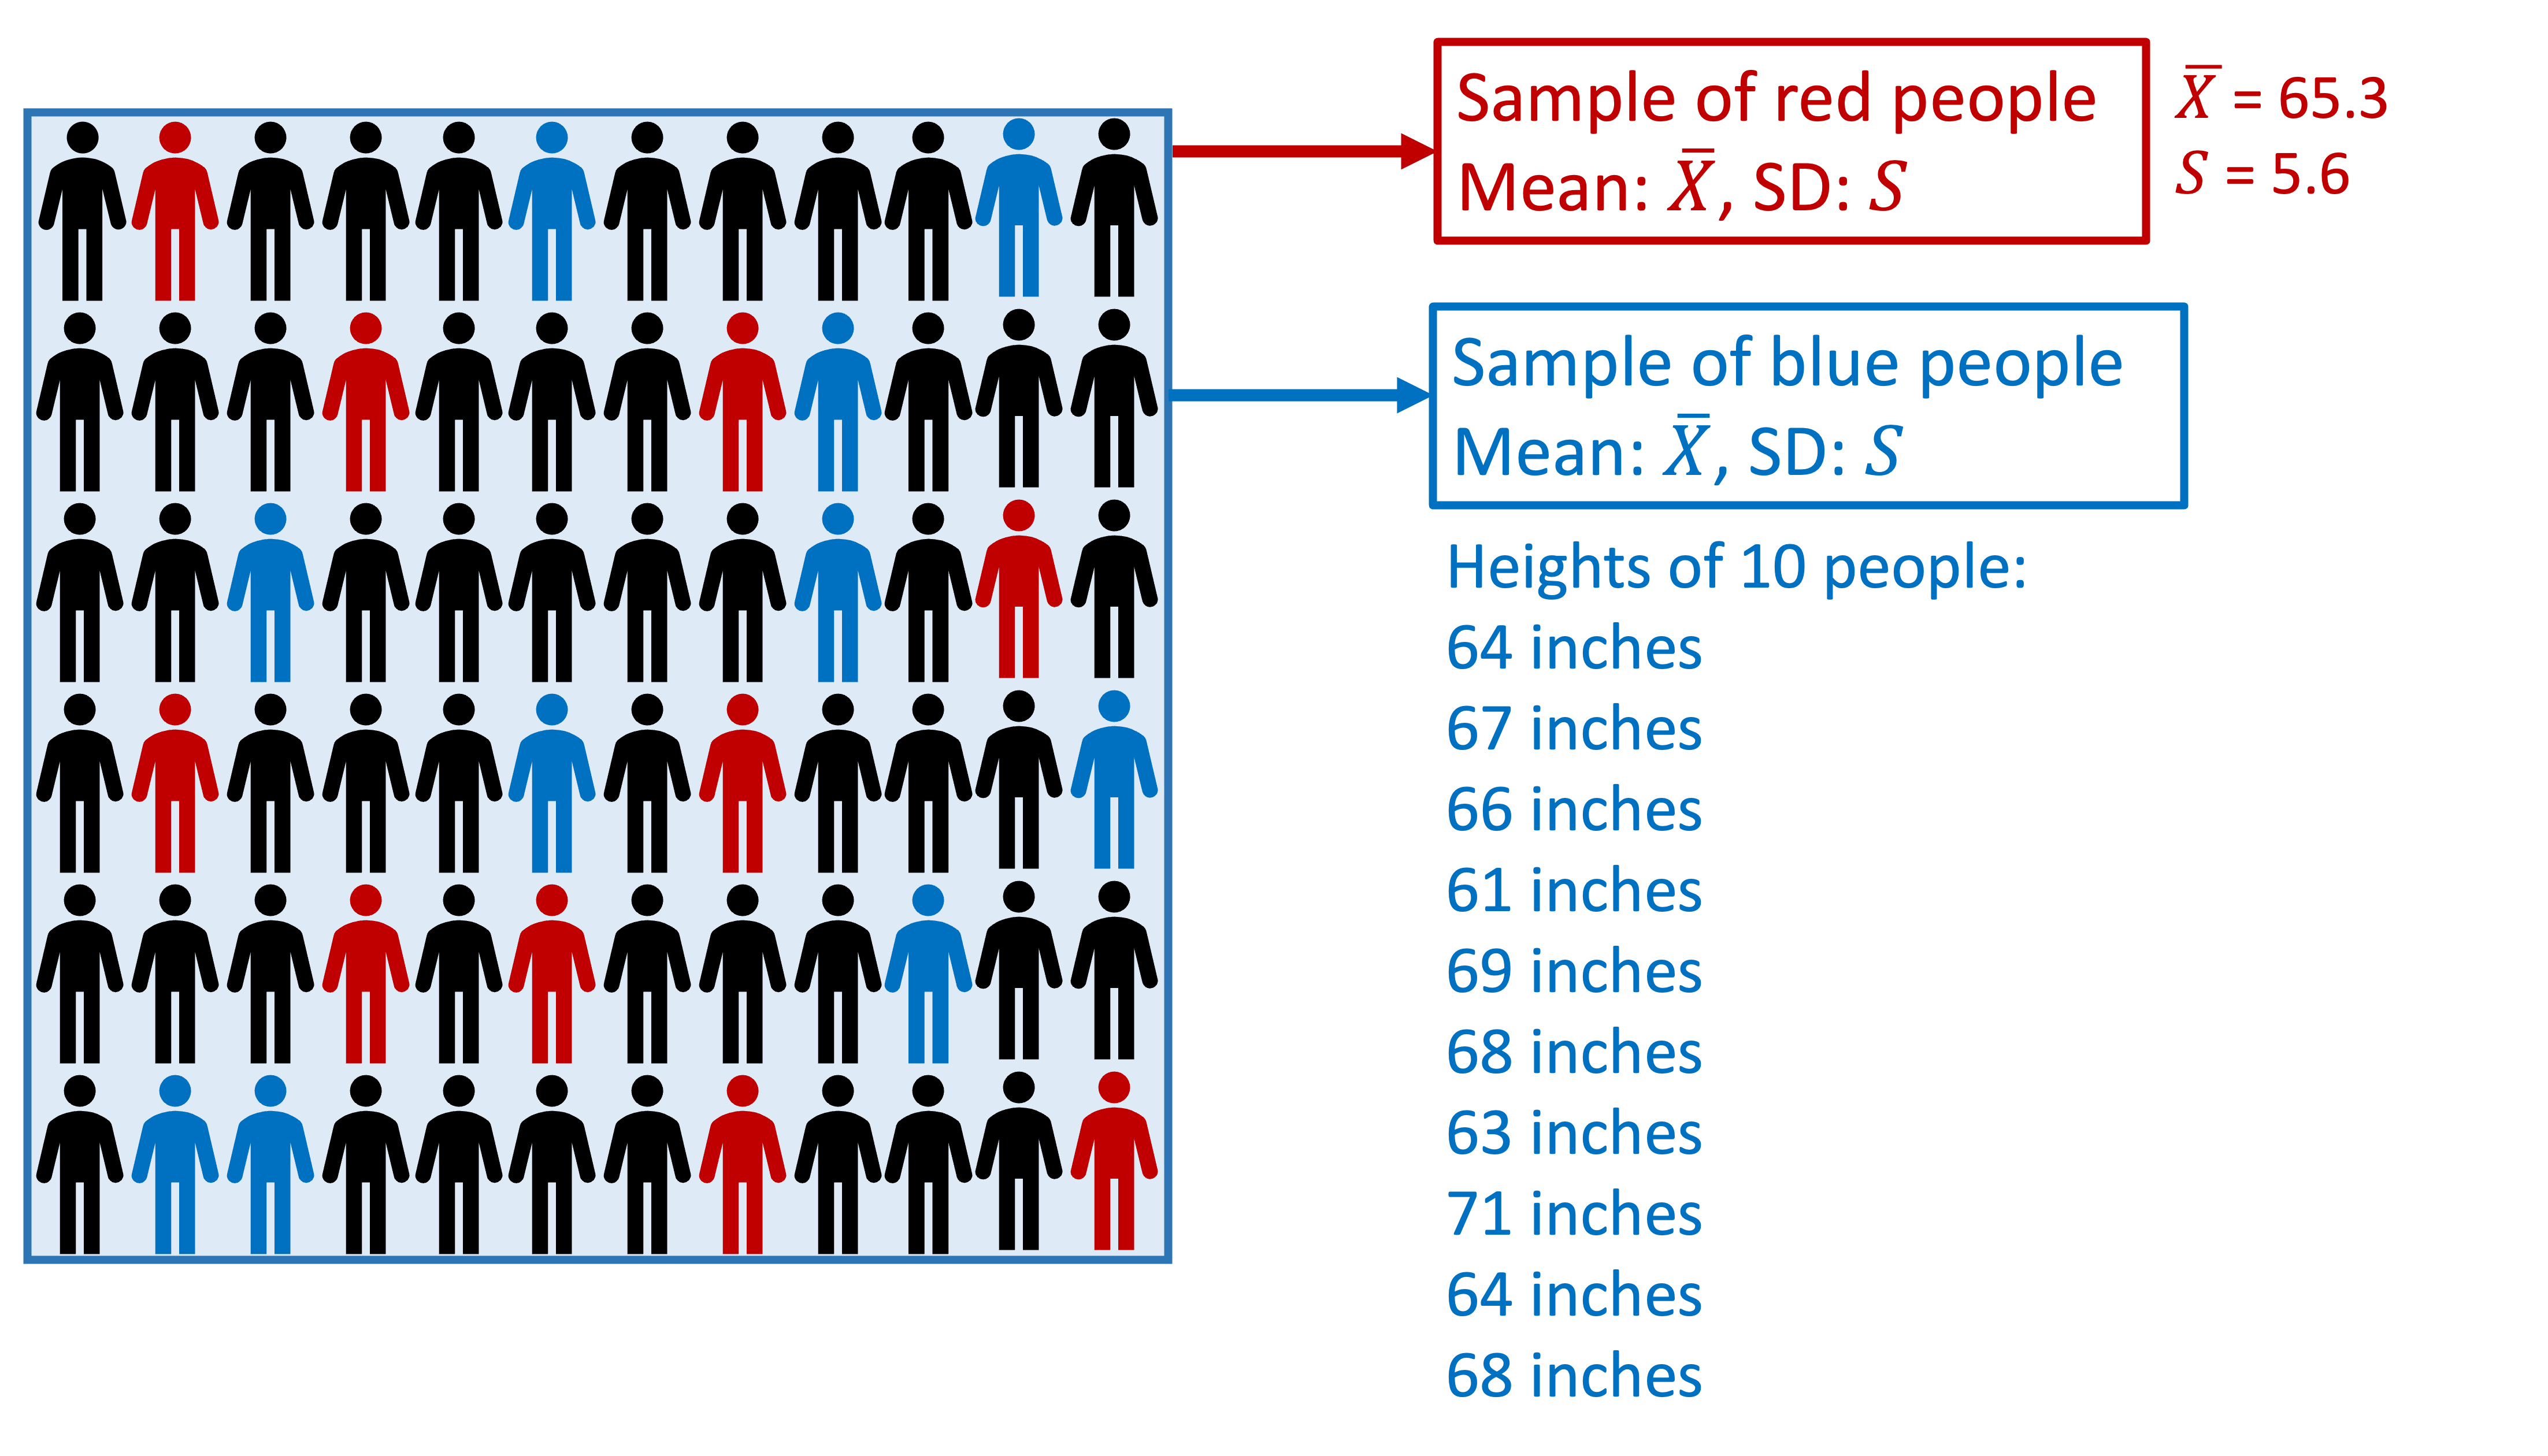 Sample of red people
Mean: X̅, SD: S
X̅ = 65.3
S = 5.6
Sample of blue people
Mean: X̅, SD: S
Heights of 10 people:
64 inches
67 inches
66 inches
61 inches
69 inches
68 inches
63 inches
71 inches
64 inches
68 inches